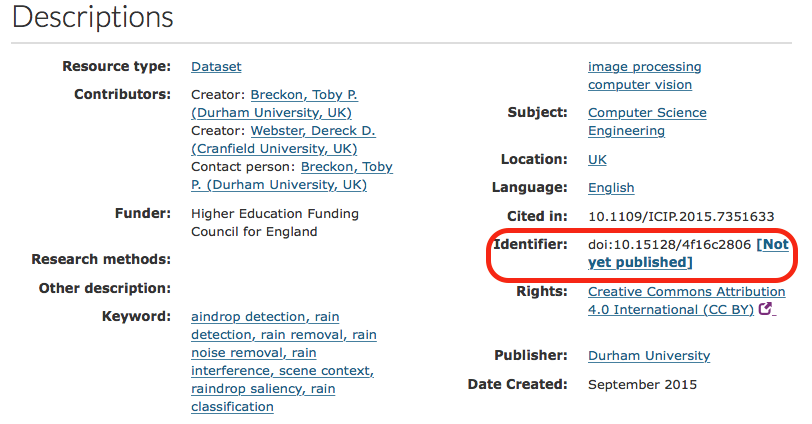 Descriptions
Resource type: Dataset
Contributors: Creator: Breckon, Toby P.
(Durham University, UK)
Creator: Webster, Dereck D.
(Cranfield University, UK)
Contact person: Breckon, Toby
P. (Durham University, UK)
Funder: Higher Education Funding
Council for England
Research methods:
Other description:
Keyword: aindrop detection, rain
detection, rain removal, rain
noise removal, rain
interference, scene context,
raindrop saliency, rain
classification
image processing
computer vision
Subject: Computer Science
Engineering
Location: UK
Language: English
Cited in: 10.1109/ICIP.2015.7351633
Identifier: doi:10.15128/4f16c2806 [Not
yet published]
Rights: Creative Commons Attribution
4.0 International (CC BY)
Publisher: Durham University
Date Created: September 2015